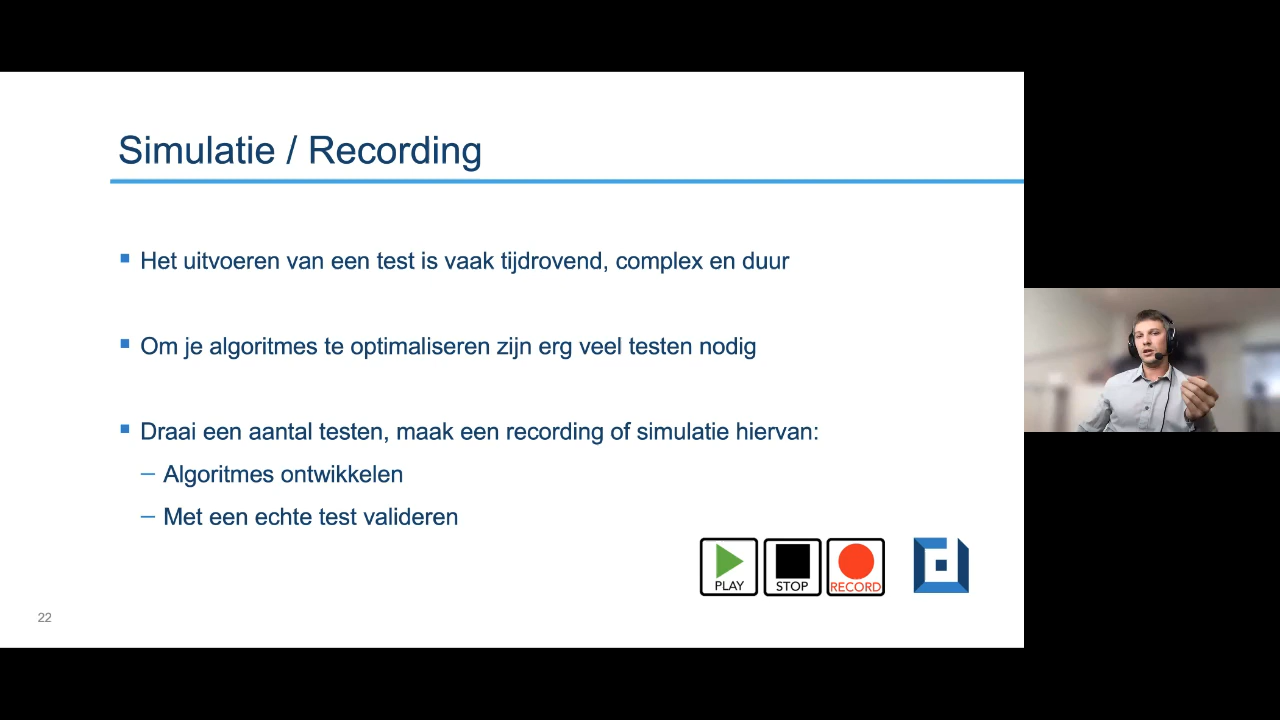 Simulatie / Recording
Het uitvoeren van een test is vaak tijdrovend, complex en duur
Om je algoritmes te optimaliseren zijn erg veel testen nodig
Draai een aantal testen, maak een recording of simulatie hiervan:
– Algoritmes ontwikkelen
– Met een echte test valideren
PLAY STOP RECORD
22